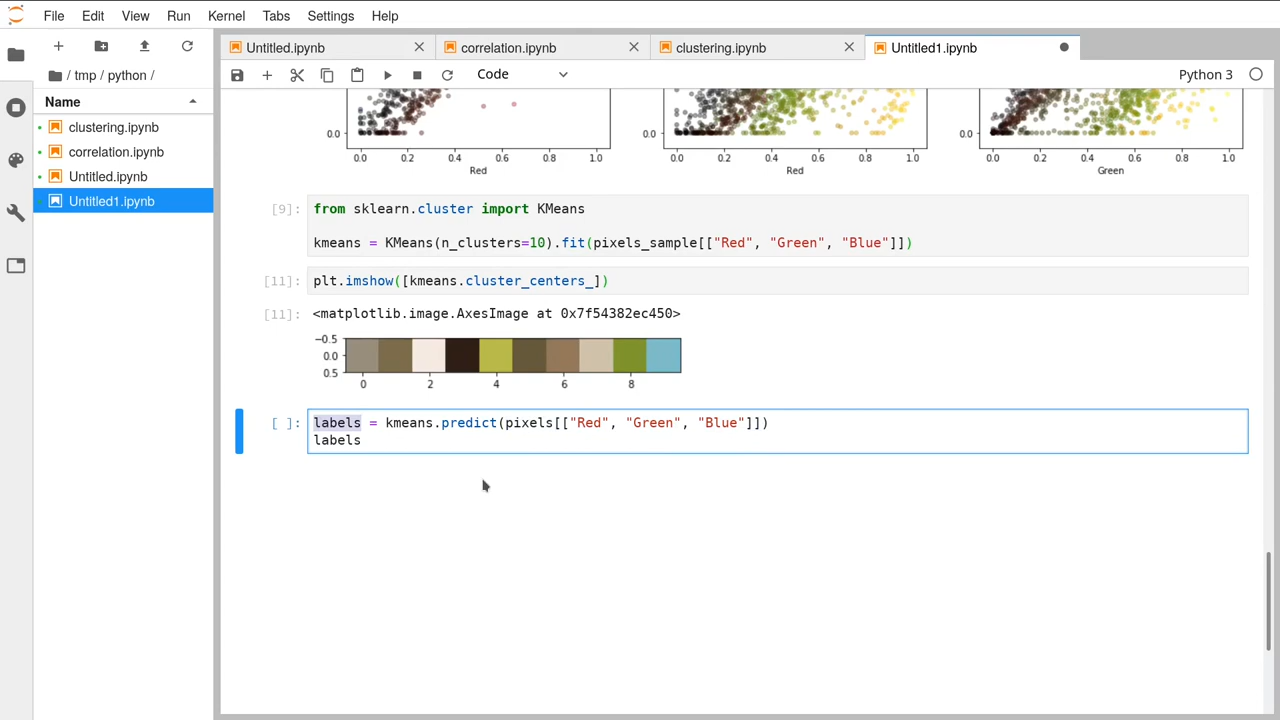 File Edit View Run Kernel Tabs Settings Help
/ tmp / python /
Name
clustering.ipynb
correlation.ipynb
Untitled.ipynb
Untitled1.ipynb
Untitled.ipynb correlation.ipynb clustering.ipynb Untitled1.ipynb
Code Python 3
0.0 0.0 0.0
0.0 0.2 0.4 0.6 0.8 1.0 0.0 0.2 0.4 0.6 0.8 1.0 0.0 0.2 0.4 0.6 0.8 1.0
Red Red Green
[9]: from sklearn.cluster import KMeans
kmeans = KMeans(n_clusters=10).fit(pixels_sample[["Red", "Green", "Blue"]])
[11]: plt.imshow([kmeans.cluster_centers_])
[11]: <matplotlib.image.AxesImage at 0x7f54382ec450>
−0.5
0.0
0.5
0 2 4 6 8
[ ]: labels = kmeans.predict(pixels[["Red", "Green", "Blue"]])
labels